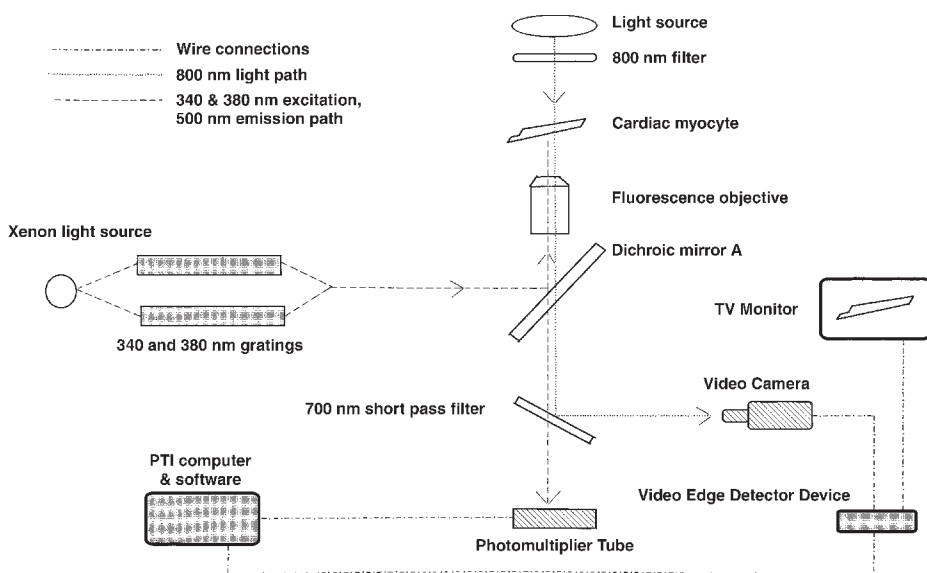 Light source
Wire connections
800 nm filter
800 nm light path
340 & 380 nm excitation,
500 nm emission path
Cardiac myocyte
Fluorescence objective
Xenon light source
Dichroic mirror A
TV Monitor
340 and 380 nm gratings
Video Camera
700 nm short pass filter
PTI computer
& software
Video Edge Detector Device
Photomultiplier Tube